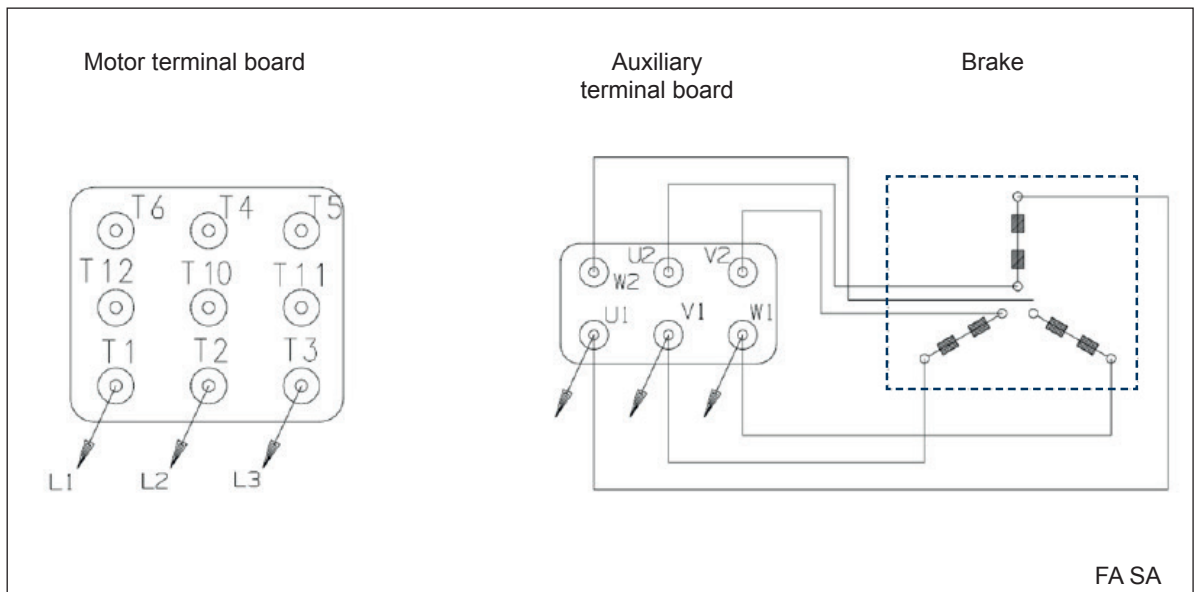 Motor terminal board
Auxiliary
terminal board
Brake
T6 T4 T5
T12 T10 T11
T1 T2 T3
L1 L2 L3
W2 U2 V2
U1 V1 W1
FA SA